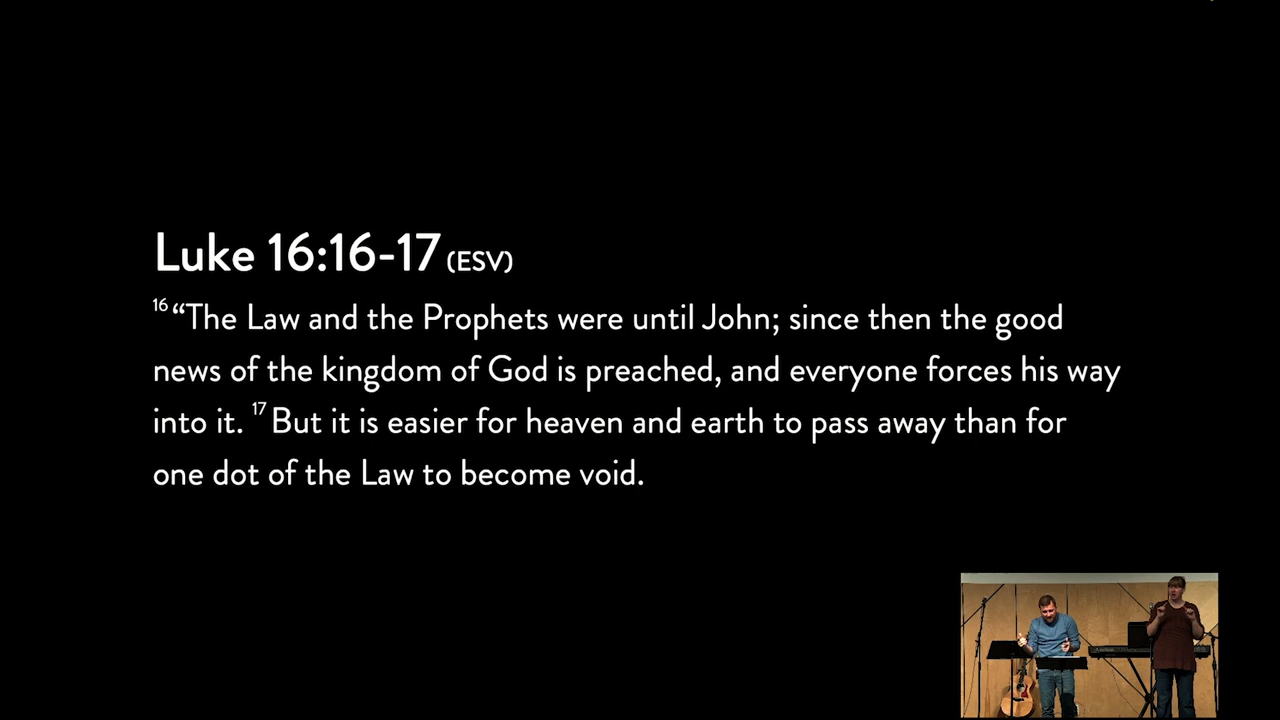 Luke 16:16-17 (ESV)
16 “The Law and the Prophets were until John; since then the good
news of the kingdom of God is preached, and everyone forces his way
into it. 17 But it is easier for heaven and earth to pass away than for
one dot of the Law to become void.